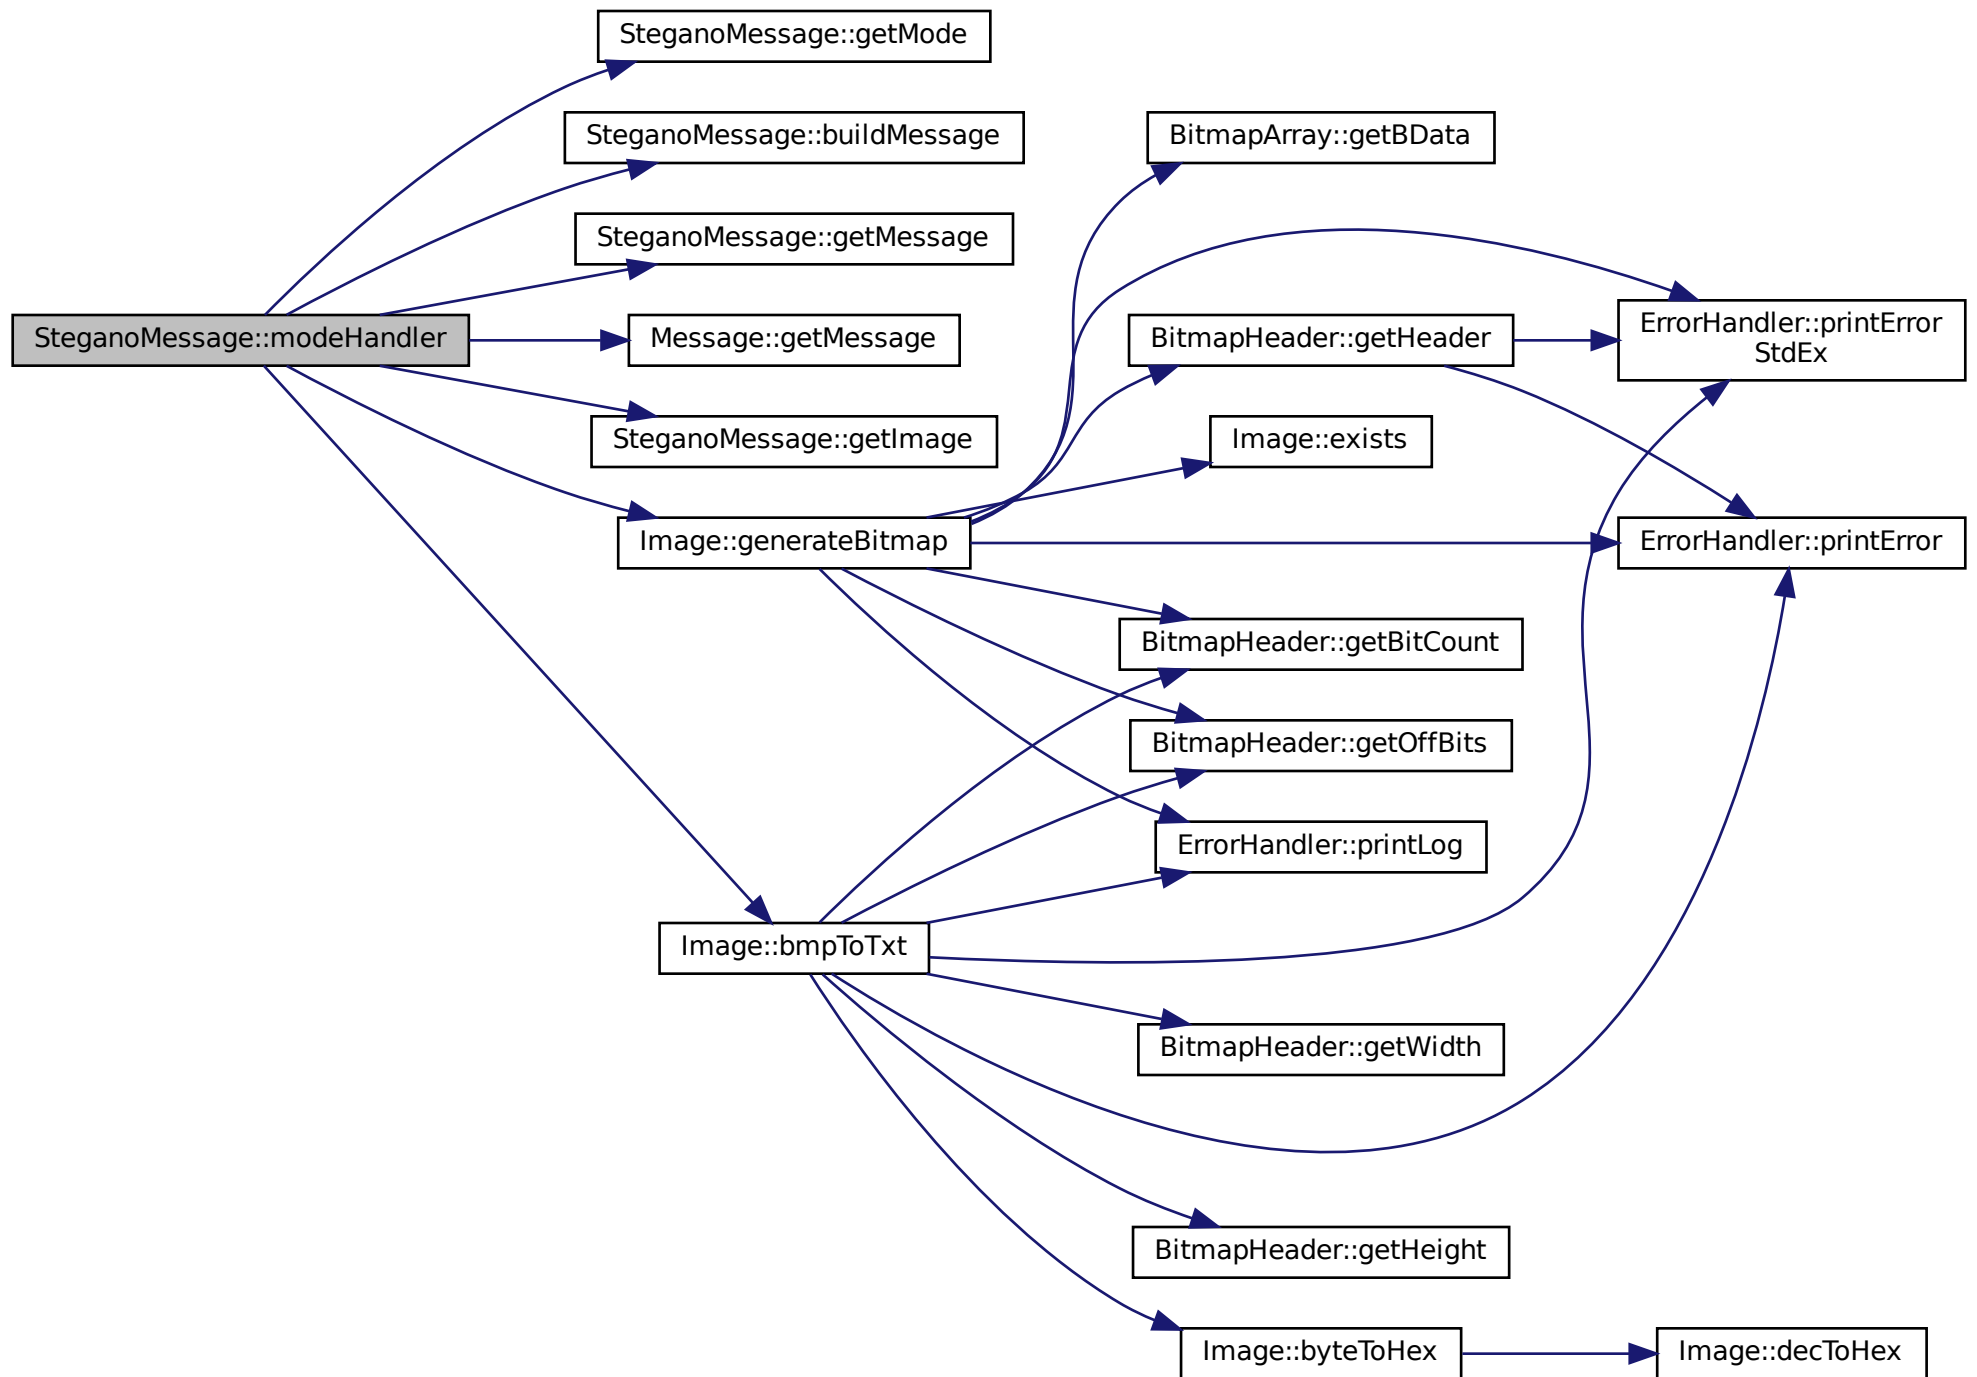 SteganoMessage::getMode
SteganoMessage::buildMessage
BitmapArray::getBData
SteganoMessage::getMessage
SteganoMessage::modeHandler
Message::getMessage
BitmapHeader::getHeader
ErrorHandler::printError
StdEx
SteganoMessage::getImage
Image::exists
Image::generateBitmap
ErrorHandler::printError
BitmapHeader::getBitCount
BitmapHeader::getOffBits
ErrorHandler::printLog
Image::bmpToTxt
BitmapHeader::getWidth
BitmapHeader::getHeight
Image::byteToHex
Image::decToHex